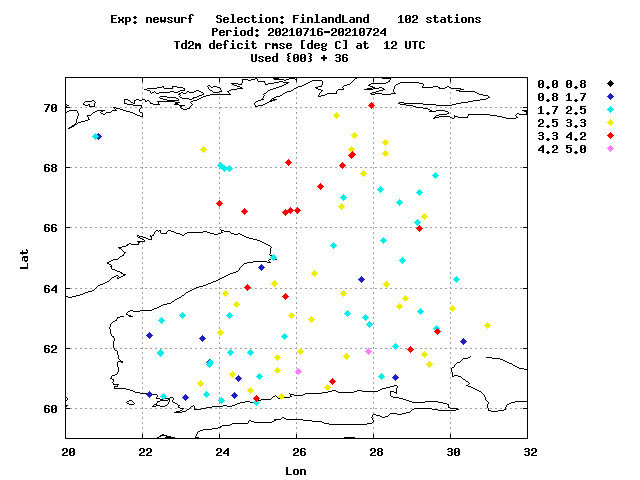 Exp: newsurf   Selection: FinlandLand    102 stations
Period: 20210716-20210724
Td2m deficit rmse [deg C] at  12 UTC
Used {00} + 36
0.0 0.8
0.8 1.7
1.7 2.5
2.5 3.3
3.3 4.2
4.2 5.0
70
68
66
64
62
60
Lat
20 22 24 26 28 30 32
Lon